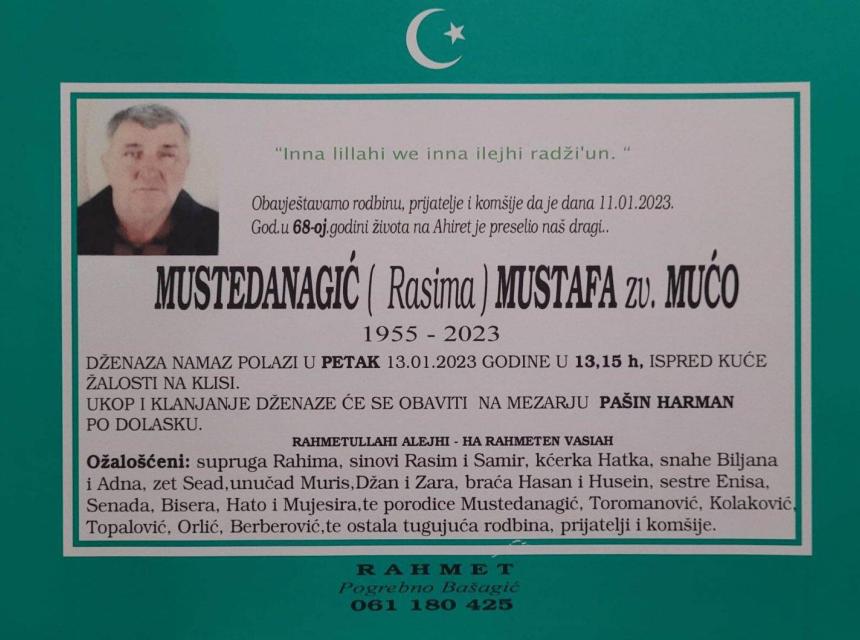 “Inna lillahi we inna ilejhi radži'un. “
Obavještavamo rodbinu, prijatelje i komšije da je dana 11.01.2023.
God.u 68-oj.godini života na Ahiret je preselio naš dragi..
MUSTEDANAGIĆ ( Rasima ) MUSTAFA zv. MUĆO
1955 - 2023
DŽENAZA NAMAZ POLAZI U PETAK 13.01.2023 GODINE U 13,15 h, ISPRED KUĆE
ŽALOSTI NA KLISI.
UKOP I KLANJANJE DŽENAZE ĆE SE OBAVITI NA MEZARJU PAŠIN HARMAN
PO DOLASKU.
RAHMETULLAHI ALEJHI - HA RAHMETEN VASIAH
Ožalošćeni: supruga Rahima, sinovi Rasim i Samir, kćerka Hatka, snahe Biljana
i Adna, zet Sead,unučad Muris,Džan i Zara, braća Hasan i Husein, sestre Enisa,
Senada, Bisera, Hato i Mujesira,te porodice Mustedanagić, Toromanović, Kolaković,
Topalović, Orlić, Berberović,te ostala tugujuća rodbina, prijatelji i komšije.
RAHMET
Pogrebno Bašagić
061 180 425